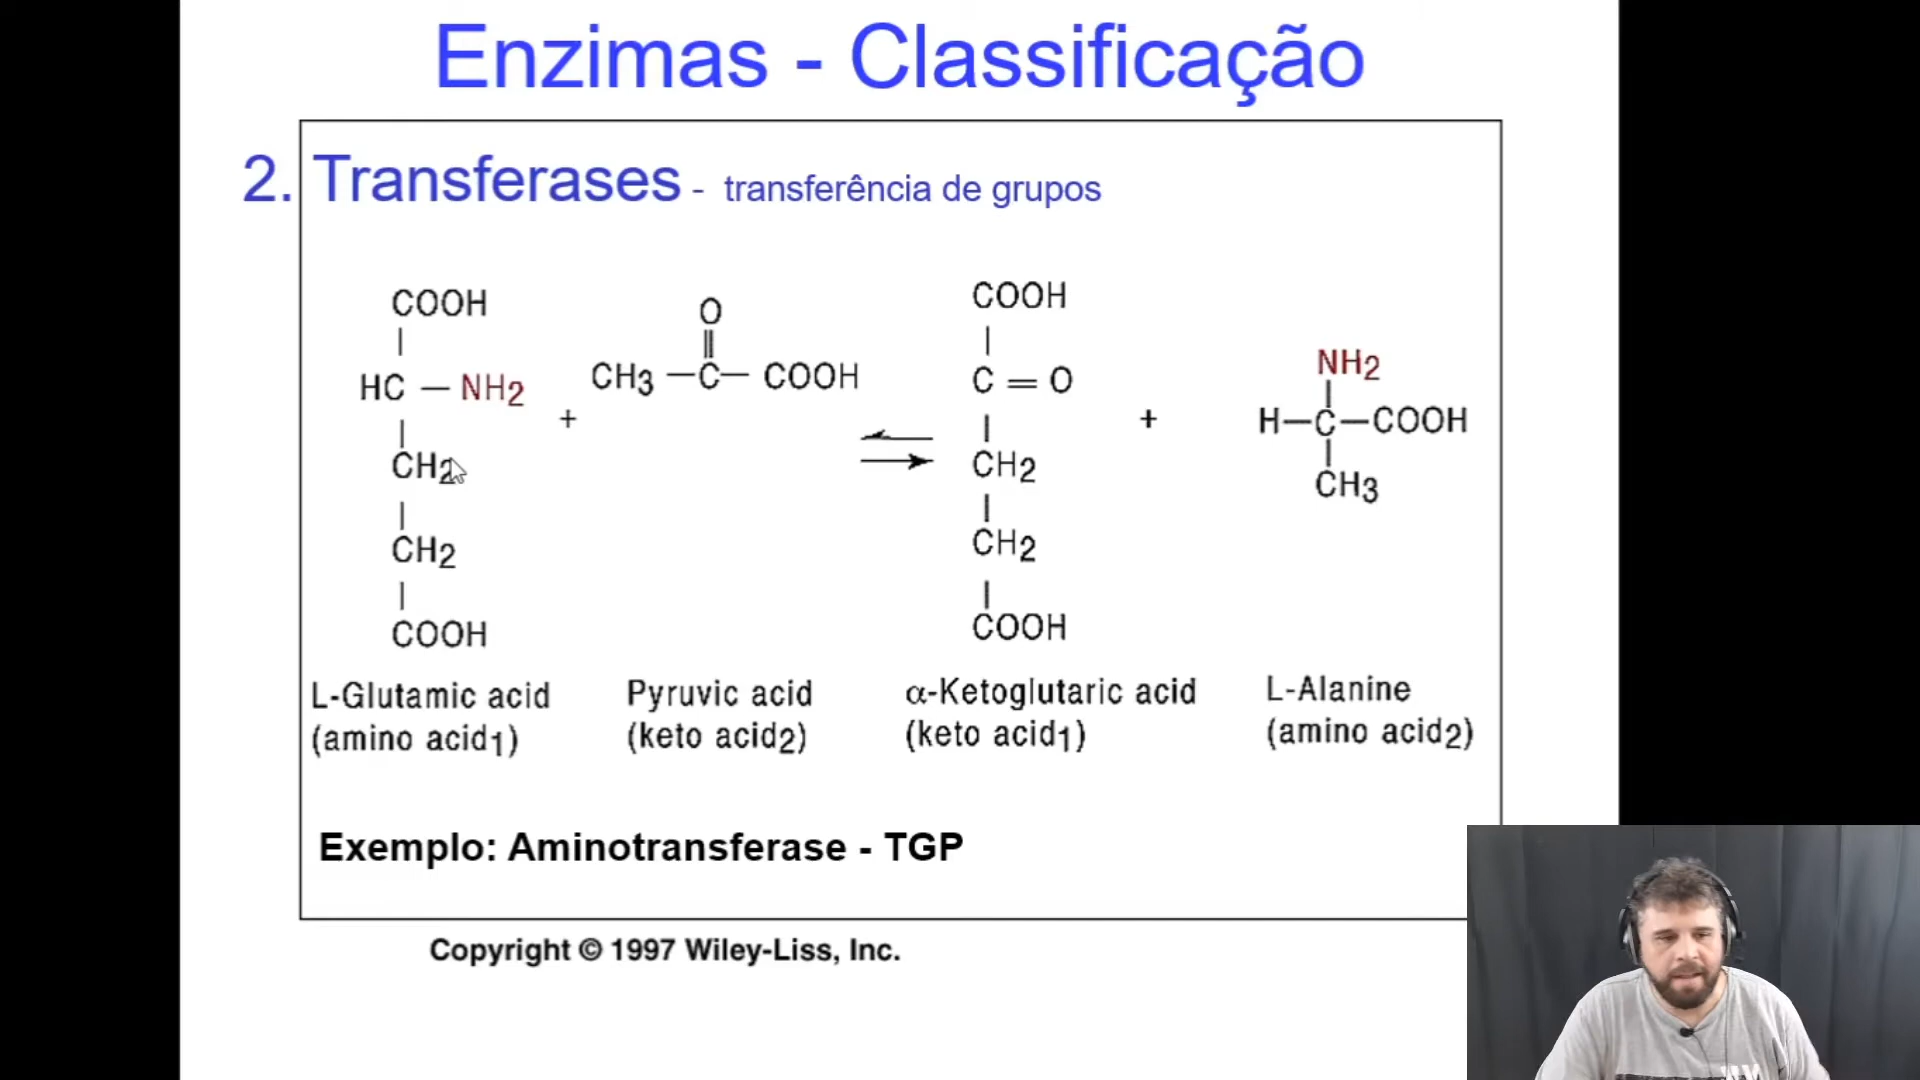 Enzimas - Classificação
2. Transferases - transferência de grupos
COOH
HC - NH2
CH2
CH2
COOH
+
O
CH3 - C - COOH
COOH
C = O
CH2
CH2
COOH
+
NH2
H-C-COOH
CH3
L-Glutamic acid
(amino acid1)
Pyruvic acid
(keto acid2)
α-Ketoglutaric acid
(keto acid1)
L-Alanine
(amino acid2)
Exemplo: Aminotransferase - TGP
Copyright © 1997 Wiley-Liss, Inc.